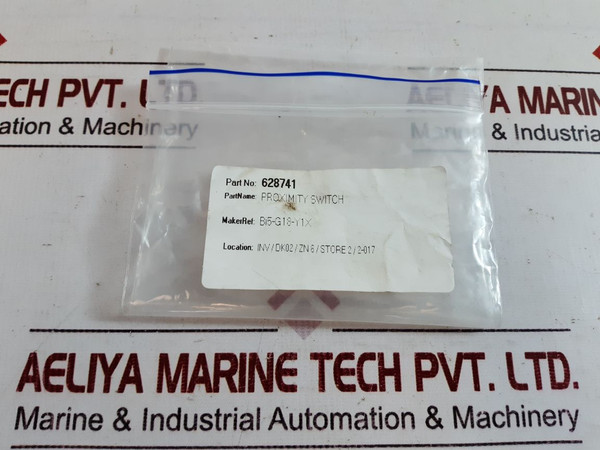 ECH PVT. LTD
ation & Machinery
AELIYA MARINE
Marine & Industria
Part No: 628741
PartName: PROXIMITY SWITCH
MakerRef: Bi5-G18-Y1X
Location: INV / DK02 / ZN 6 / STORE 2 / 2-017
AELIYA MARINE TECH PVT. LTD.
Marine & Industrial Automation & Machinery